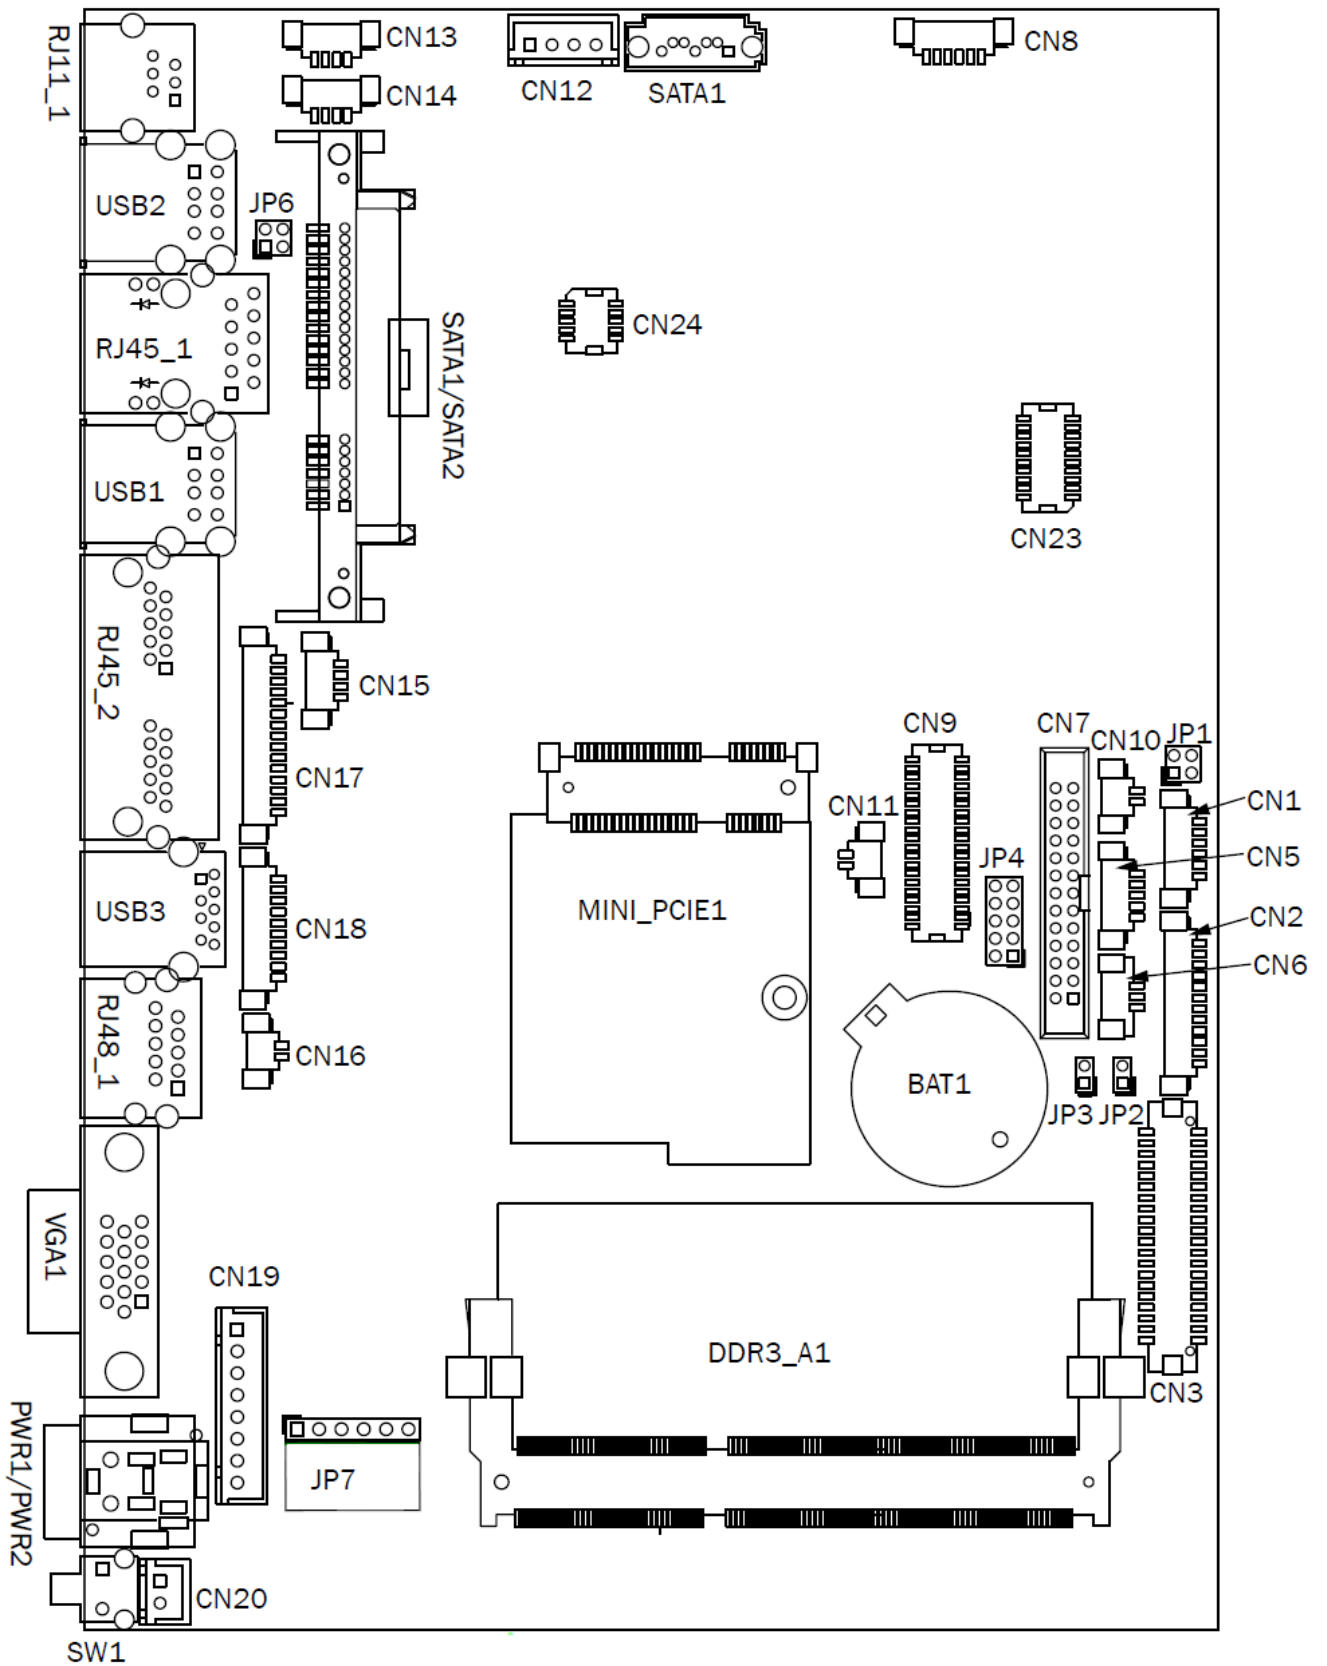 RJ11_1
CN13
CN14
CN12
SATA1
CN8
USB2
JP6
RJ45_1
SATA1/SATA2
CN24
CN23
USB1
RJ45_2
CN15
CN17
CN9
CN7
CN10
JP1
CN1
CN11
JP4
CN5
USB3
CN18
MINI_PCIE1
CN2
CN6
RJ48_1
CN16
BAT1
JP3
JP2
VGA1
CN19
DDR3_A1
CN3
PWR1/PWR2
JP7
CN20
SW1